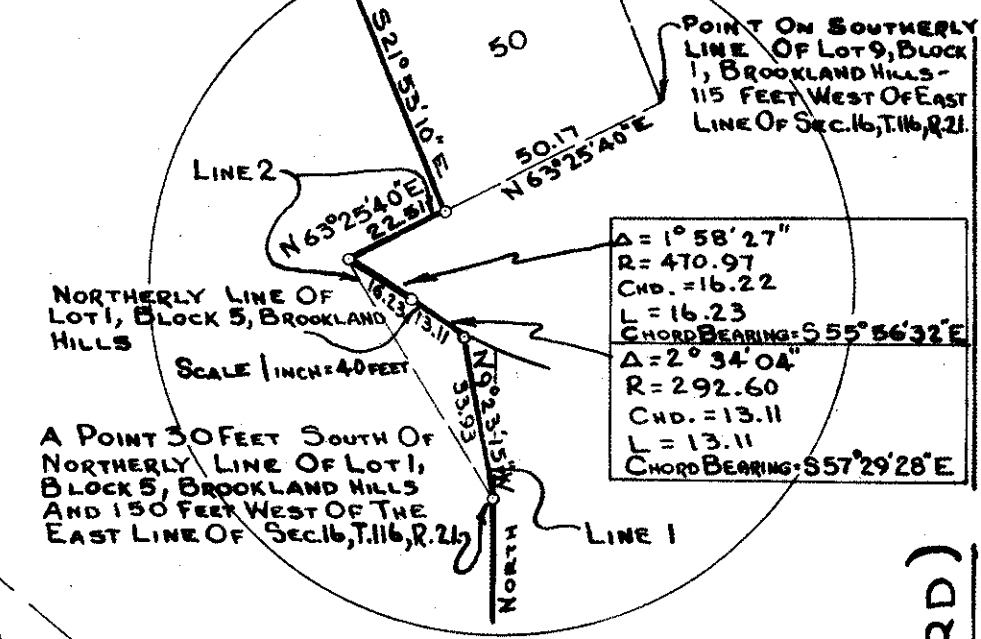 S21°53'10"E
50
POINT ON SOUTHERLY
LINE OF LOT 9, BLOCK
1, BROOKLAND HILLS-
115 FEET WEST OF EAST
LINE OF SEC.16,T.116,R.21.
50.17
N 63°25'40"E
LINE 2
N 63°25'40"E
22.51
Δ= 1°58'27"
R= 470.97
CHD.=16.22
L = 16.23
CHORD BEARING=S55°56'32"E
Δ=2°34'04"
R= 292.60
CHD. = 13.11
L = 13.11
CHORD BEARING=S57°29'28"E
16.23
13.11
NORTHERLY LINE OF
LOT 1, BLOCK 5, BROOKLAND
HILLS
SCALE 1 INCH=40 FEET
N9°23'15"W
33.93
A POINT 30 FEET SOUTH OF
NORTHERLY LINE OF LOT 1,
BLOCK 5, BROOKLAND HILLS
AND 150 FEET WEST OF THE
EAST LINE OF SEC.16,T.116,R.21.
LINE 1
NORTH
RD)